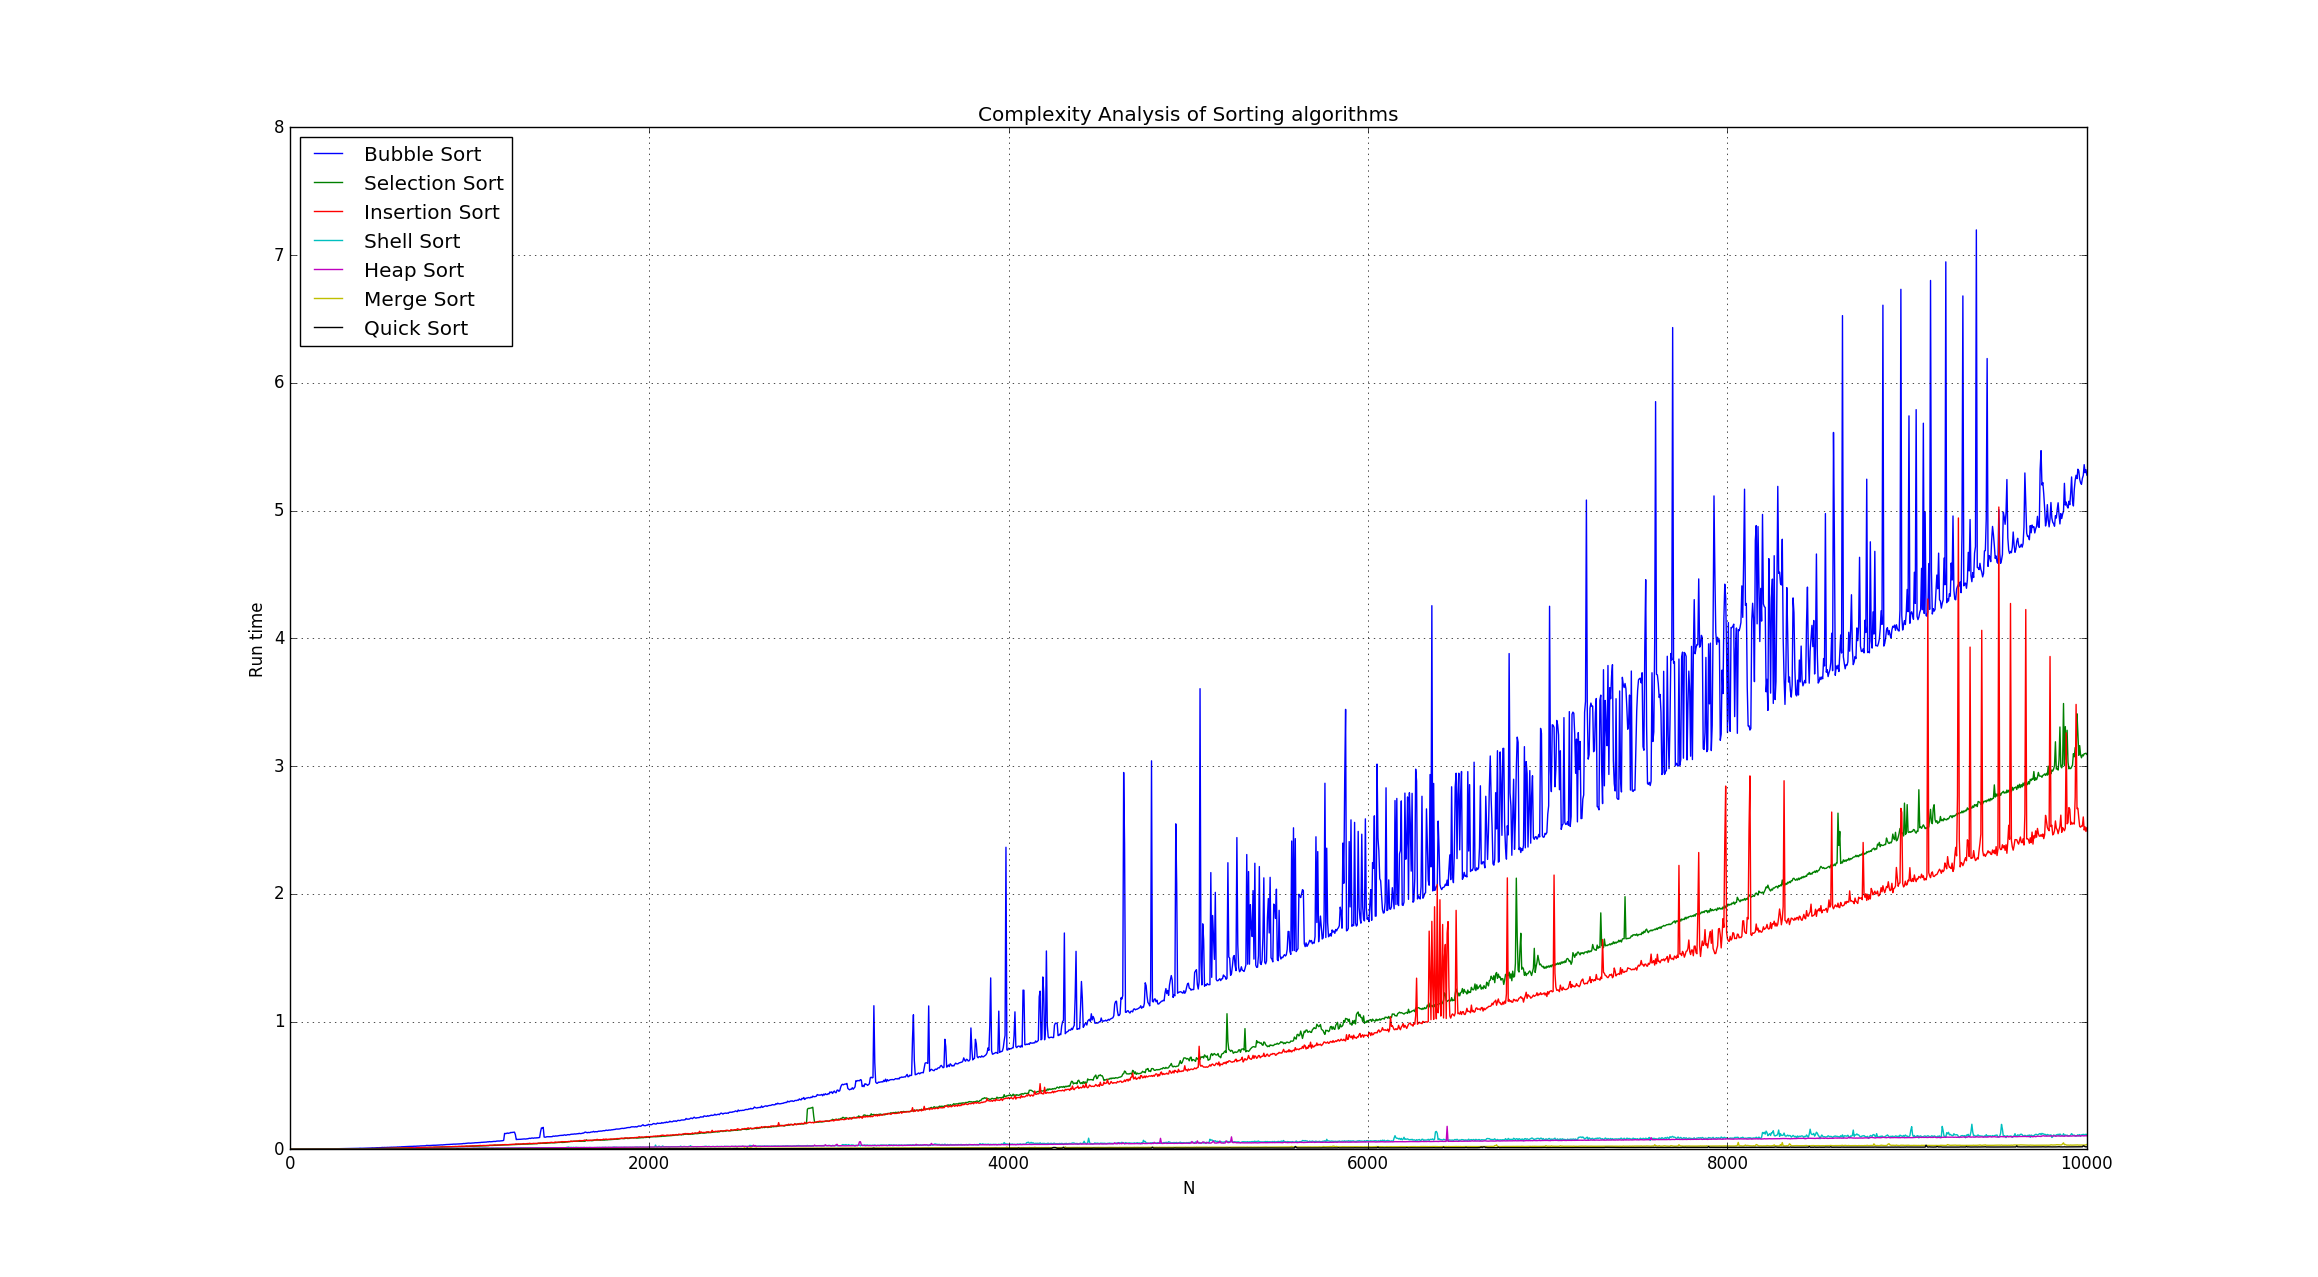 Complexity Analysis of Sorting algorithms
8
7
6
5
4
3
2
1
0
Run time
Bubble Sort
Selection Sort
Insertion Sort
Shell Sort
Heap Sort
Merge Sort
Quick Sort
0 2000 4000 6000 8000 10000
N